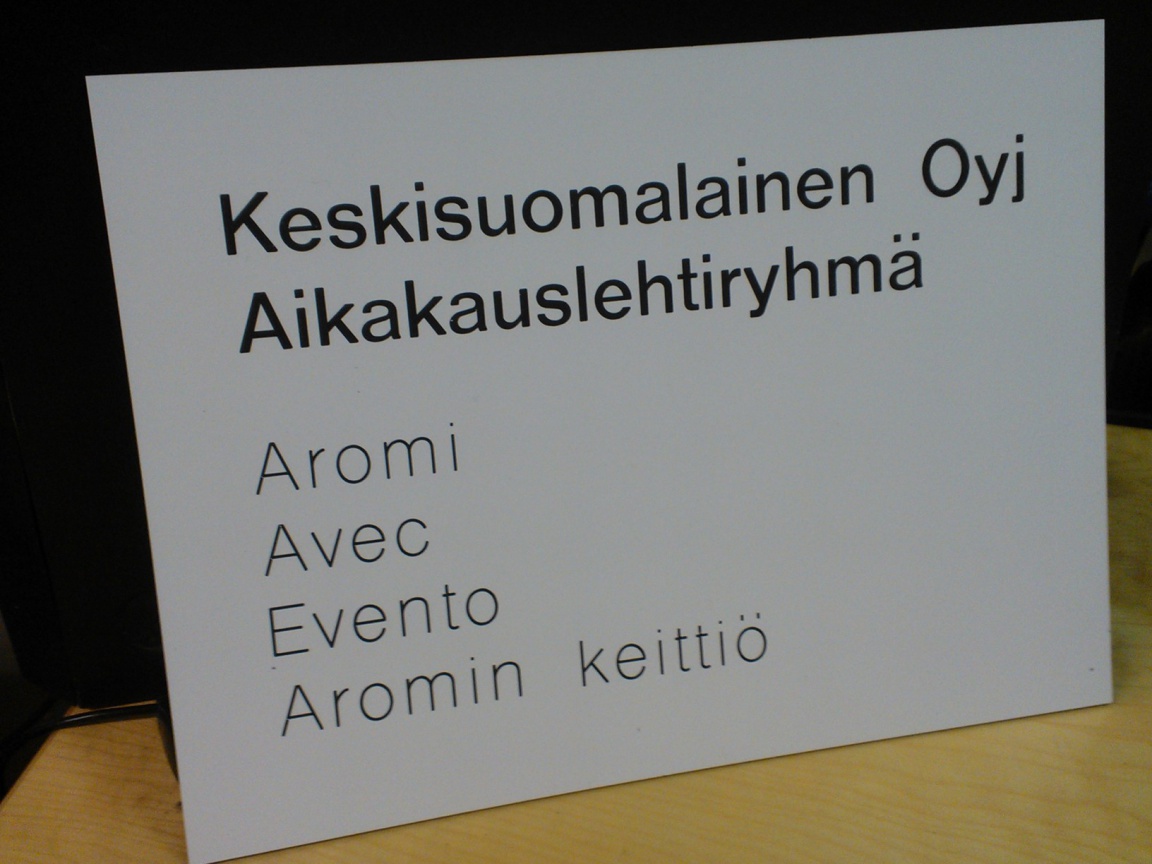 Keskisuomalainen Oyj
Aikakauslehtiryhmä
Aromi
Avec
Evento
Aromin keittiö